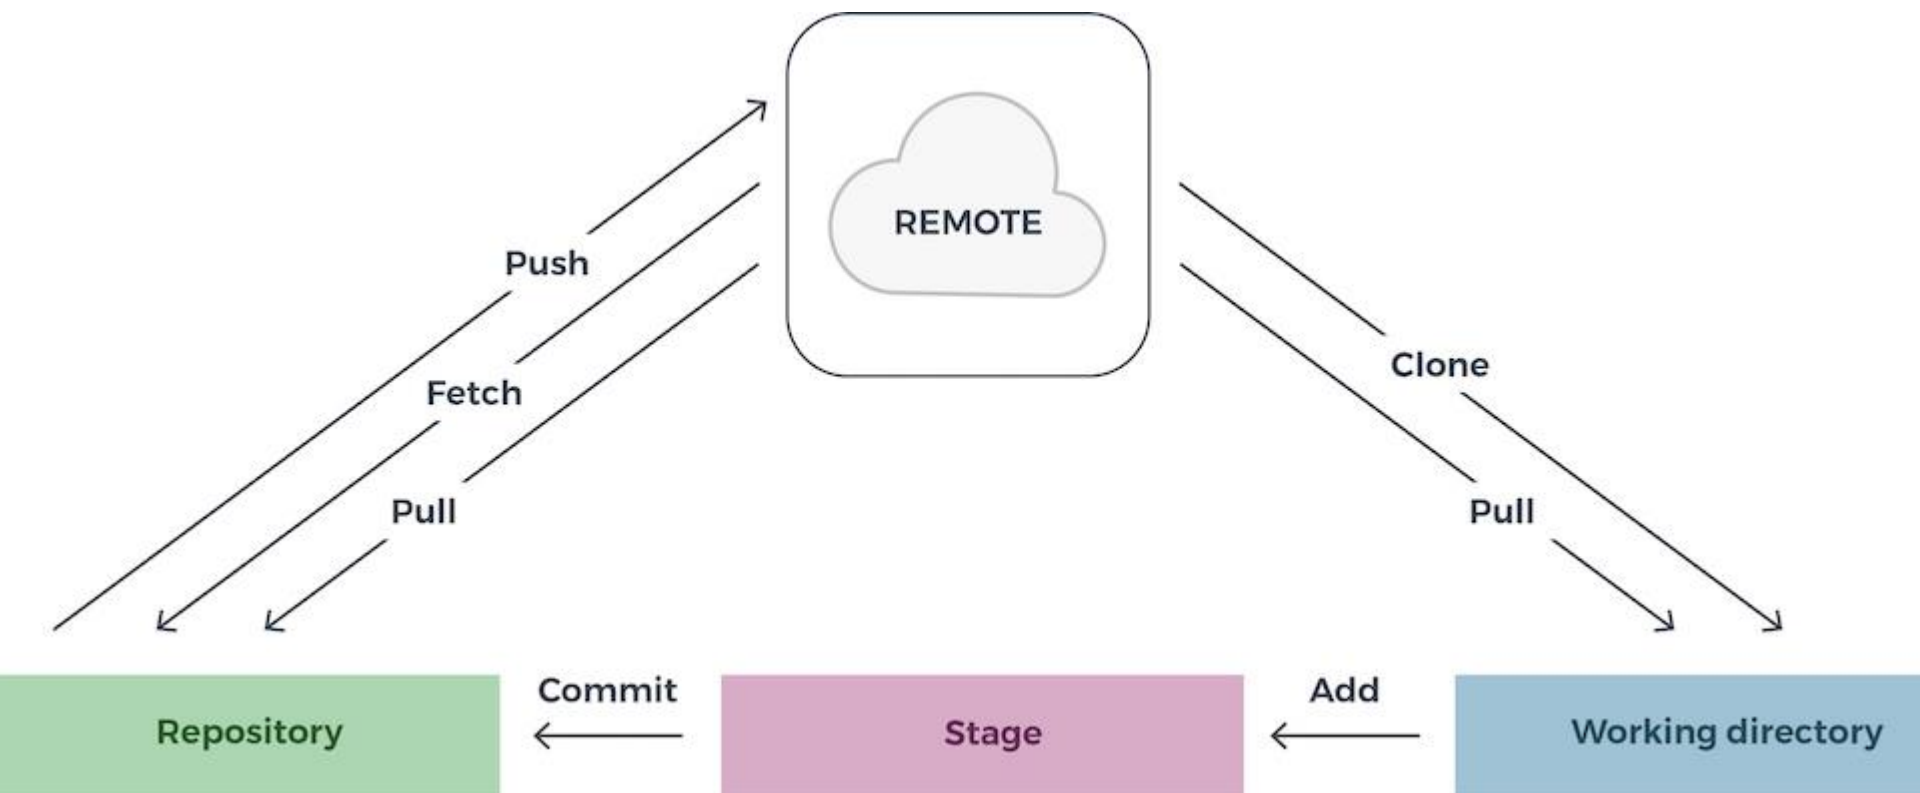 REMOTE
Push
Fetch
Pull
Clone
Pull
Commit
Add
Repository
Stage
Working directory